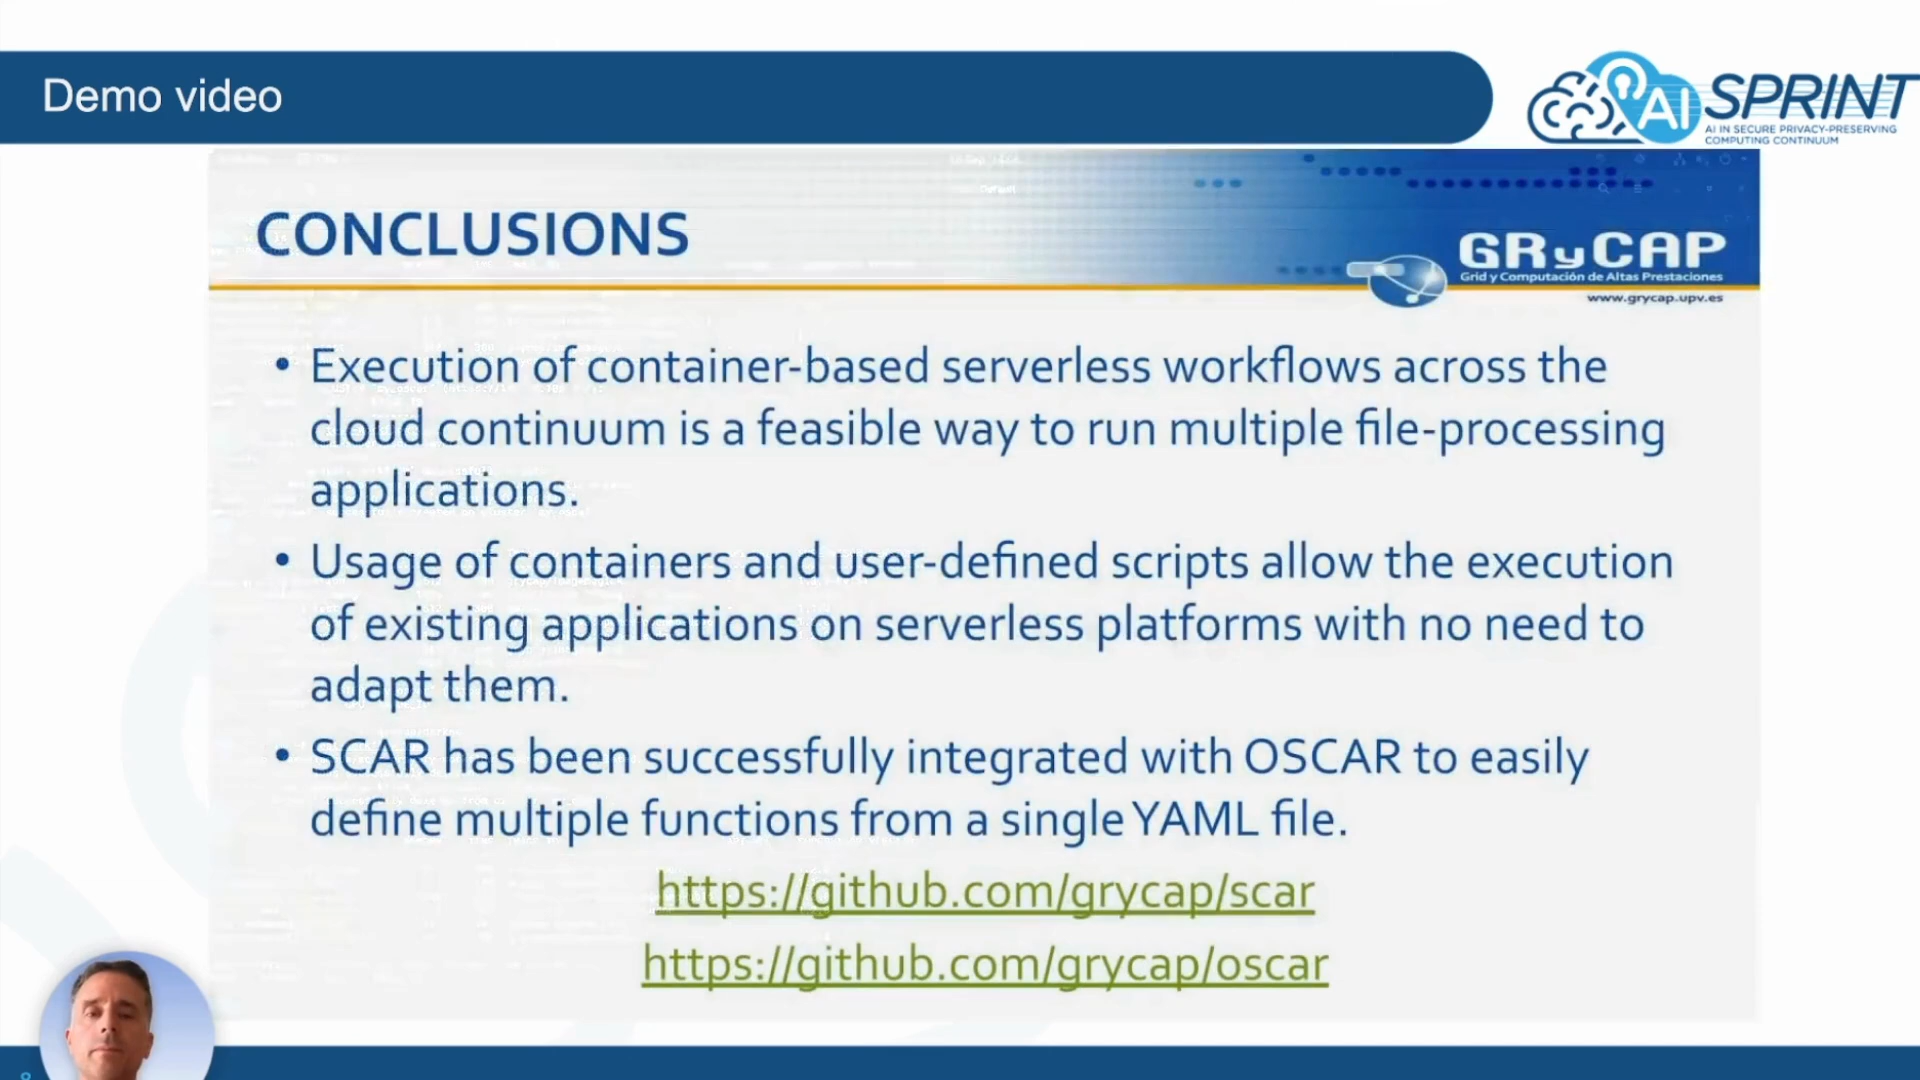 Demo video
AI SPRINT
AI IN SECURE PRIVACY-PRESERVING
COMPUTING CONTINUUM
CONCLUSIONS
GRyCAP
Grid y Computación de Altas Prestaciones
www.grycap.upv.es
• Execution of container-based serverless workflows across the
cloud continuum is a feasible way to run multiple file-processing
applications.
• Usage of containers and user-defined scripts allow the execution
of existing applications on serverless platforms with no need to
adapt them.
• SCAR has been successfully integrated with OSCAR to easily
define multiple functions from a single YAML file.
https://github.com/grycap/scar
https://github.com/grycap/oscar